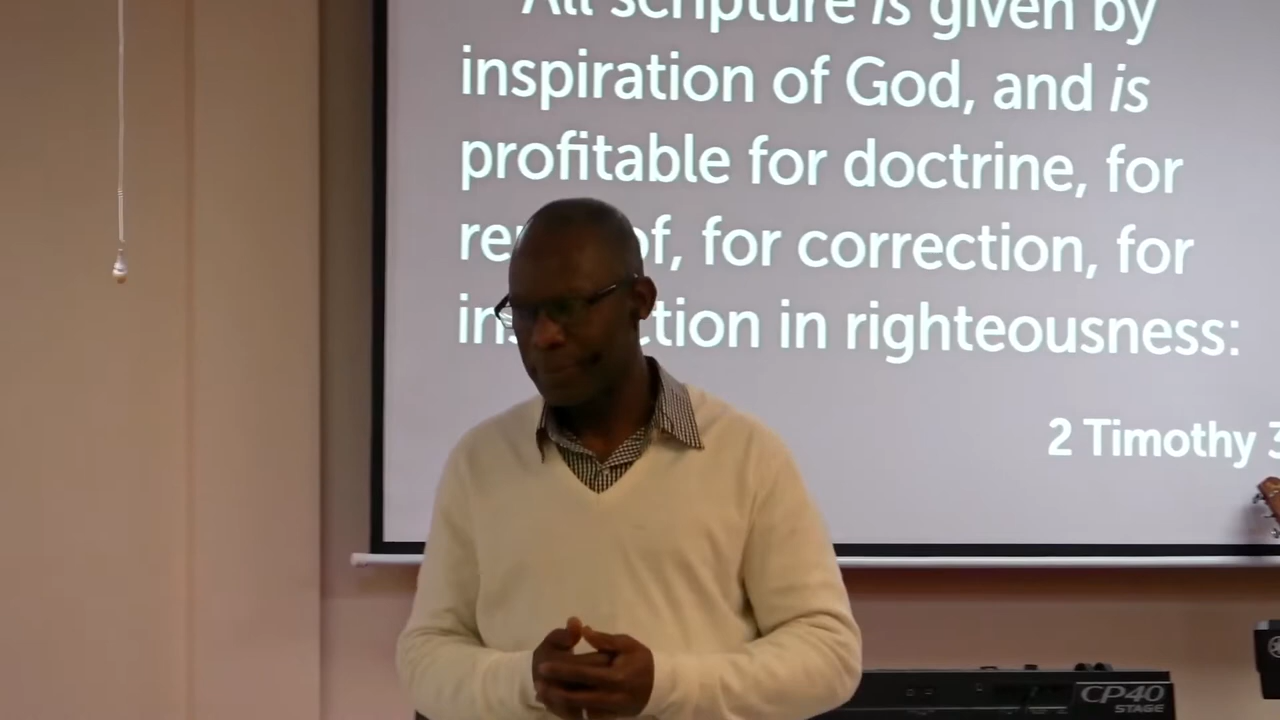 All scripture is given by
inspiration of God, and is
profitable for doctrine, for
for correction, for
in righteousness:
2 Timothy 3
CP40
STAGE